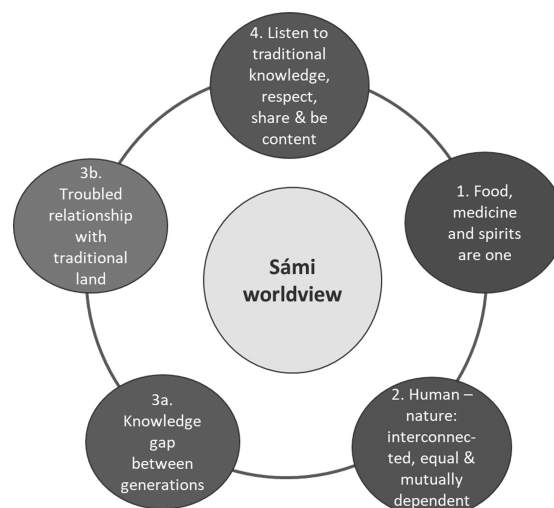 4. Listen to
traditional
knowledge,
respect,
share & be
content
1. Food,
medicine
and spirits
are one
2. Human –
nature:
interconnec-
ted, equal &
mutually
dependent
3a.
Knowledge
gap
between
generations
3b.
Troubled
relationship
with
traditional
land
Sámi
worldview